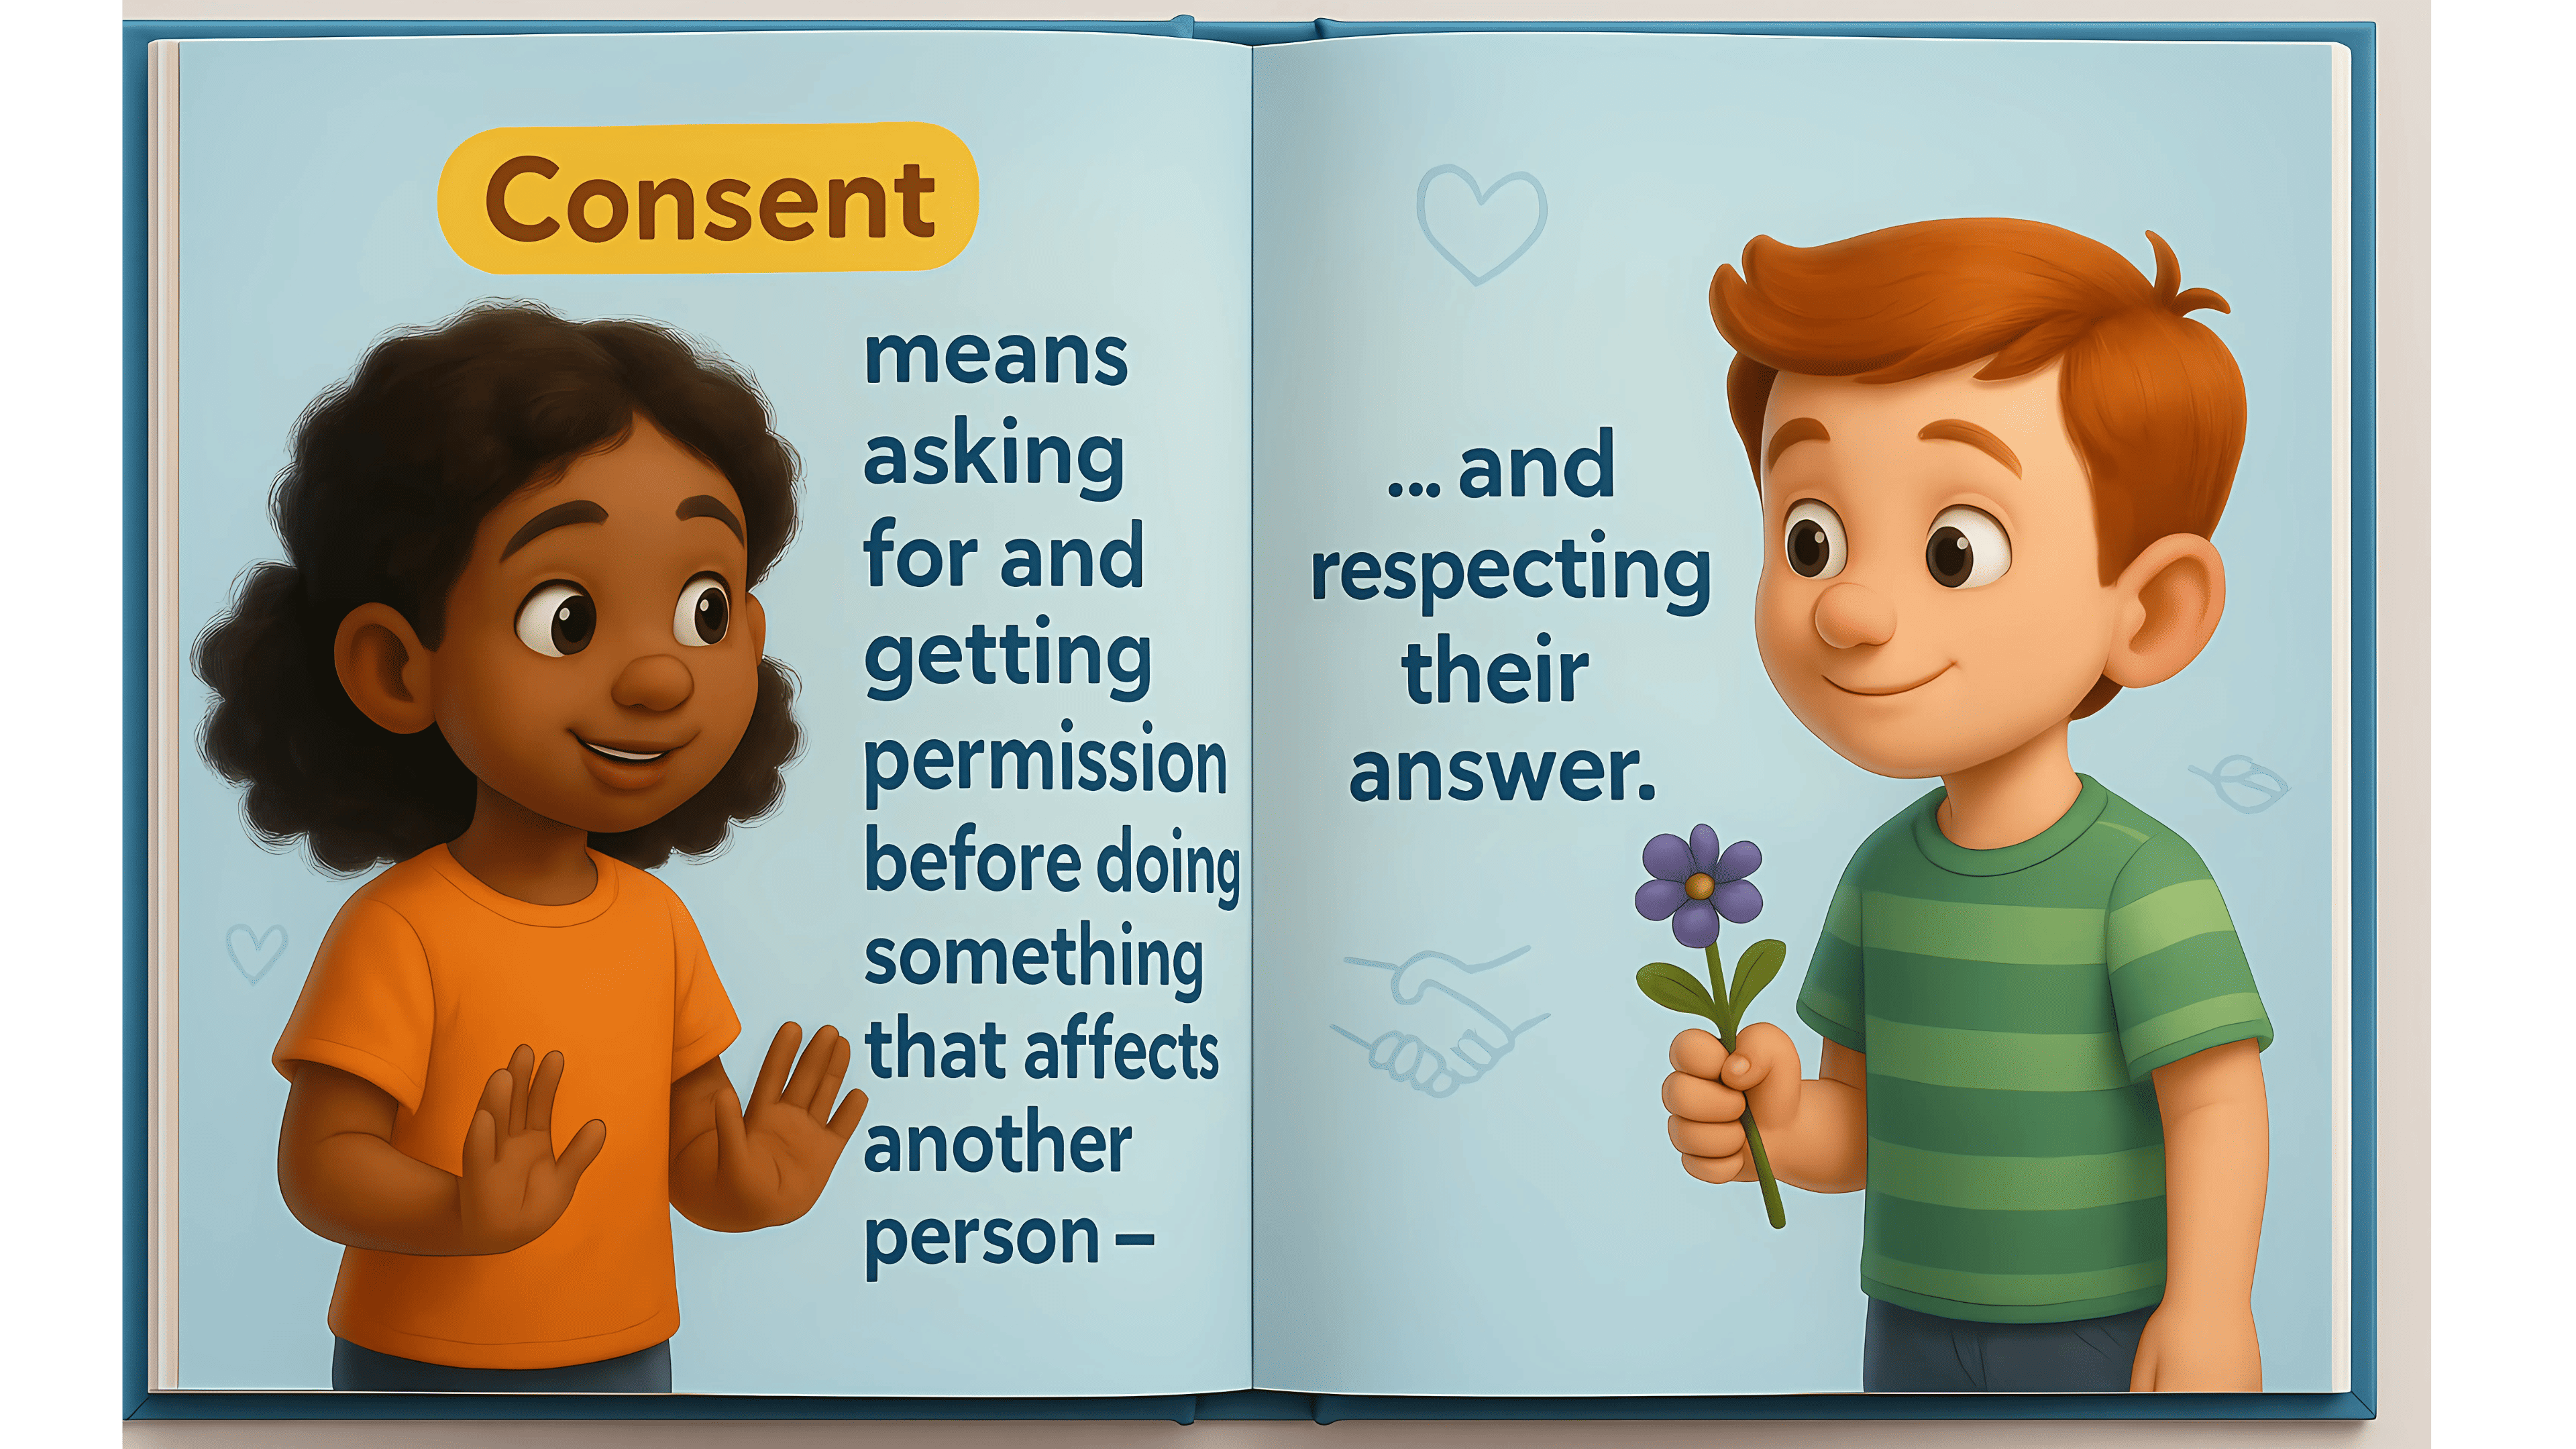 Consent
means
asking
for and
getting
permission
before doing
something
that affects
another
person –
... and
respecting
their
answer.